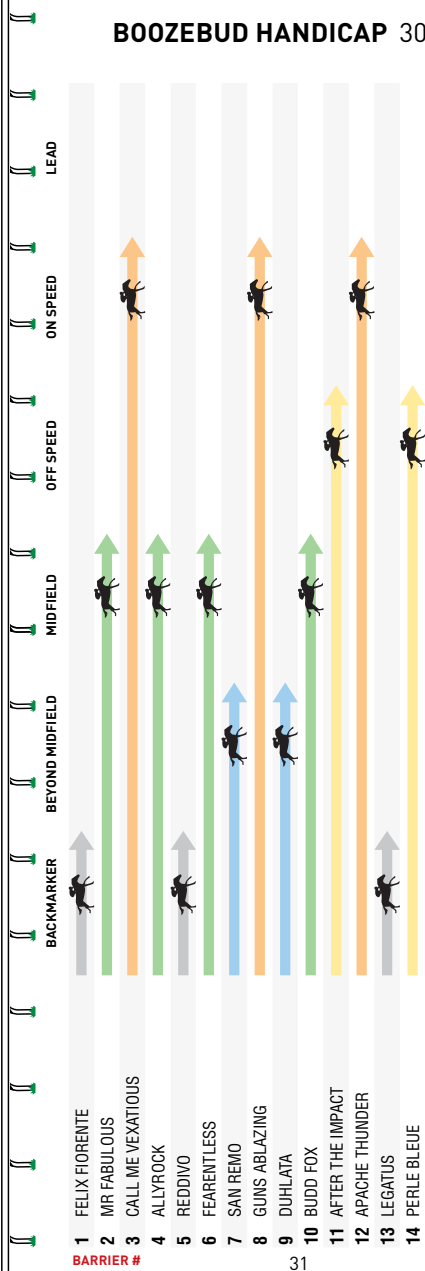 BOOZEBUD HANDICAP 30
LEAD
ON SPEED
OFF SPEED
MIDFIELD
BEYOND MIDFIELD
BACKMARKER
1 FELIX FIORENTE
2 MR FABULOUS
3 CALL ME VEXATIOUS
4 ALLYROCK
5 REDDIVO
6 FEARENTLESS
7 SAN REMO
8 GUNS ABLAZING
9 DUHLATA
10 BUDD FOX
11 AFTER THE IMPACT
12 APACHE THUNDER
13 LEGATUS
14 PERLE BLEUE
BARRIER #
31